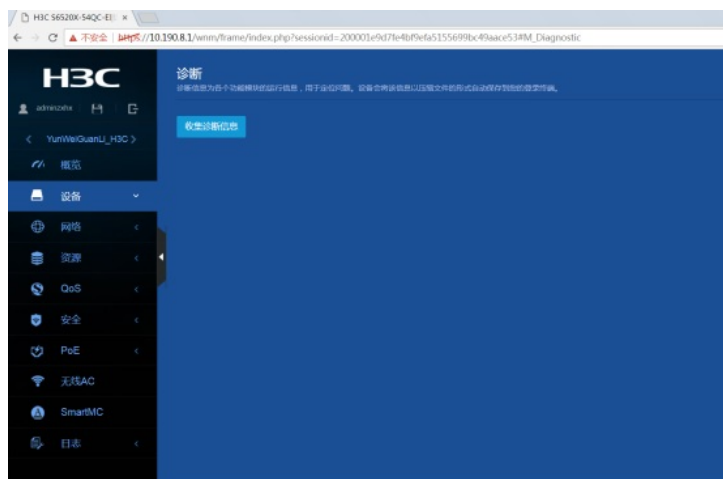 H3C S6520X-54QC-EI
不安全 | https://10.190.8.1/wnm/frame/index.php?sessionid=200001e9d7fe4bf9efa5155699bc49aace53#M_Diagnostic
H3C
诊断
诊断信息为各个功能模块的运行信息，用于定位问题。设备会将该信息以压缩文件的形式自动保存到您的登录终端。
adminzxhx
收集诊断信息
YunWeiGuanLi_H3C
概览
设备
网络
资源
QoS
安全
PoE
无线AC
SmartMC
日志